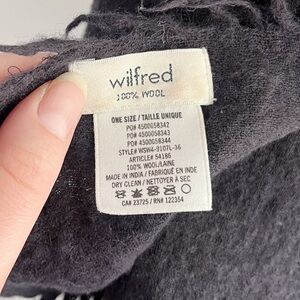 wilfred
100% WOOL
ONE SIZE / TAILLE UNIQUE
PO# 4500058342
PO# 4500058343
PO# 4500058344
STYLE# WSW4-9107L-36
ARTICLE# 54186
100% WOOL/LAINE
MADE IN INDIA / FABRIQUÉ EN INDE
DRY CLEAN / NETTOYER À SEC
CA# 23725 / RN# 122354